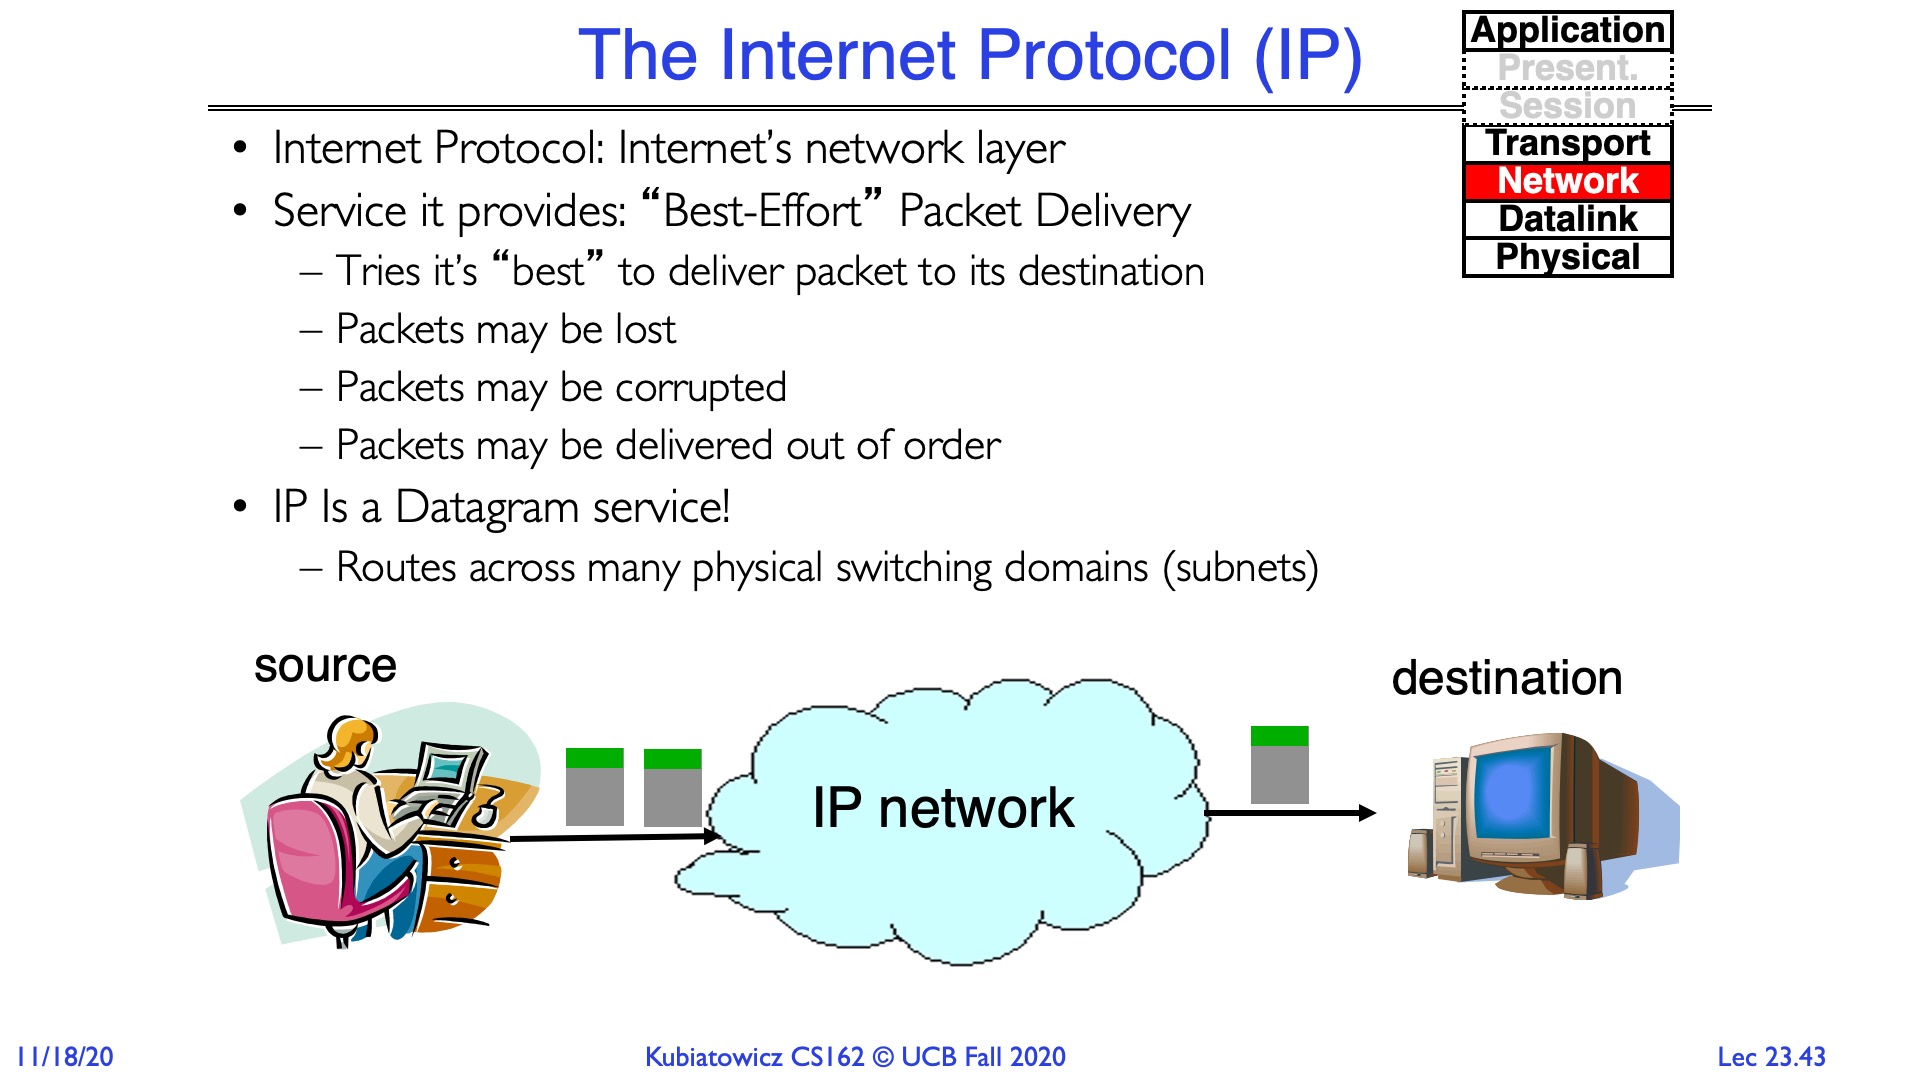 The Internet Protocol (IP)
Application
Present.
Session
Transport
Network
Datalink
Physical
• Internet Protocol: Internet’s network layer
• Service it provides: “Best-Effort” Packet Delivery
– Tries it’s “best” to deliver packet to its destination
– Packets may be lost
– Packets may be corrupted
– Packets may be delivered out of order
• IP Is a Datagram service!
– Routes across many physical switching domains (subnets)
source
destination
IP network
11/18/20
Kubiatowicz CS162 © UCB Fall 2020
Lec 23.43